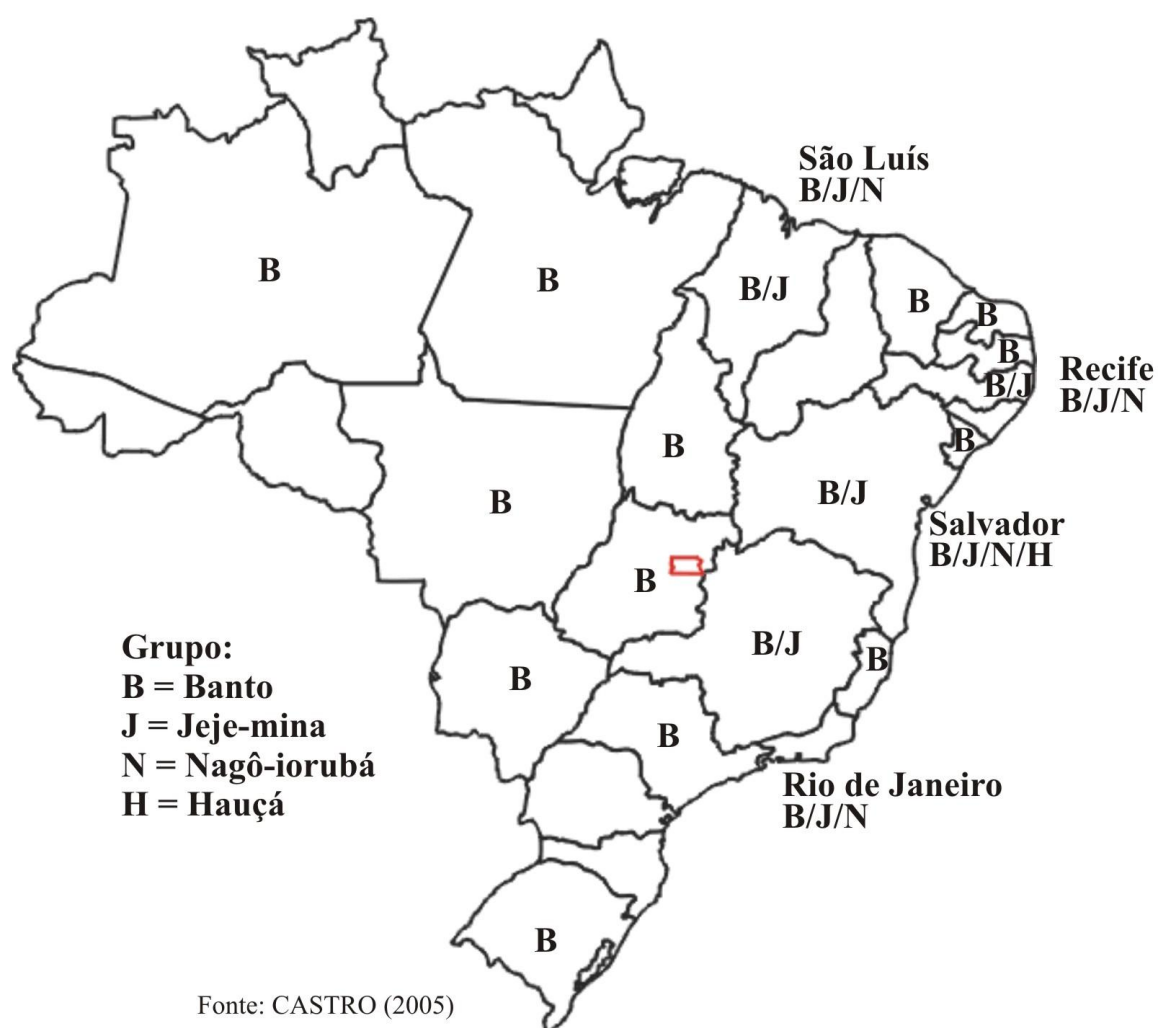 São Luís
B/J/N
B
B
B/J
B
B
B
B/J
Recife
B/J/N
B
B
B/J
B
Salvador
B/J/N/H
B
B
B/J
B
B
B
Grupo:
B = Banto
J = Jeje-mina
N = Nagô-iorubá
H = Hauçá
Rio de Janeiro
B/J/N
B
Fonte: CASTRO (2005)